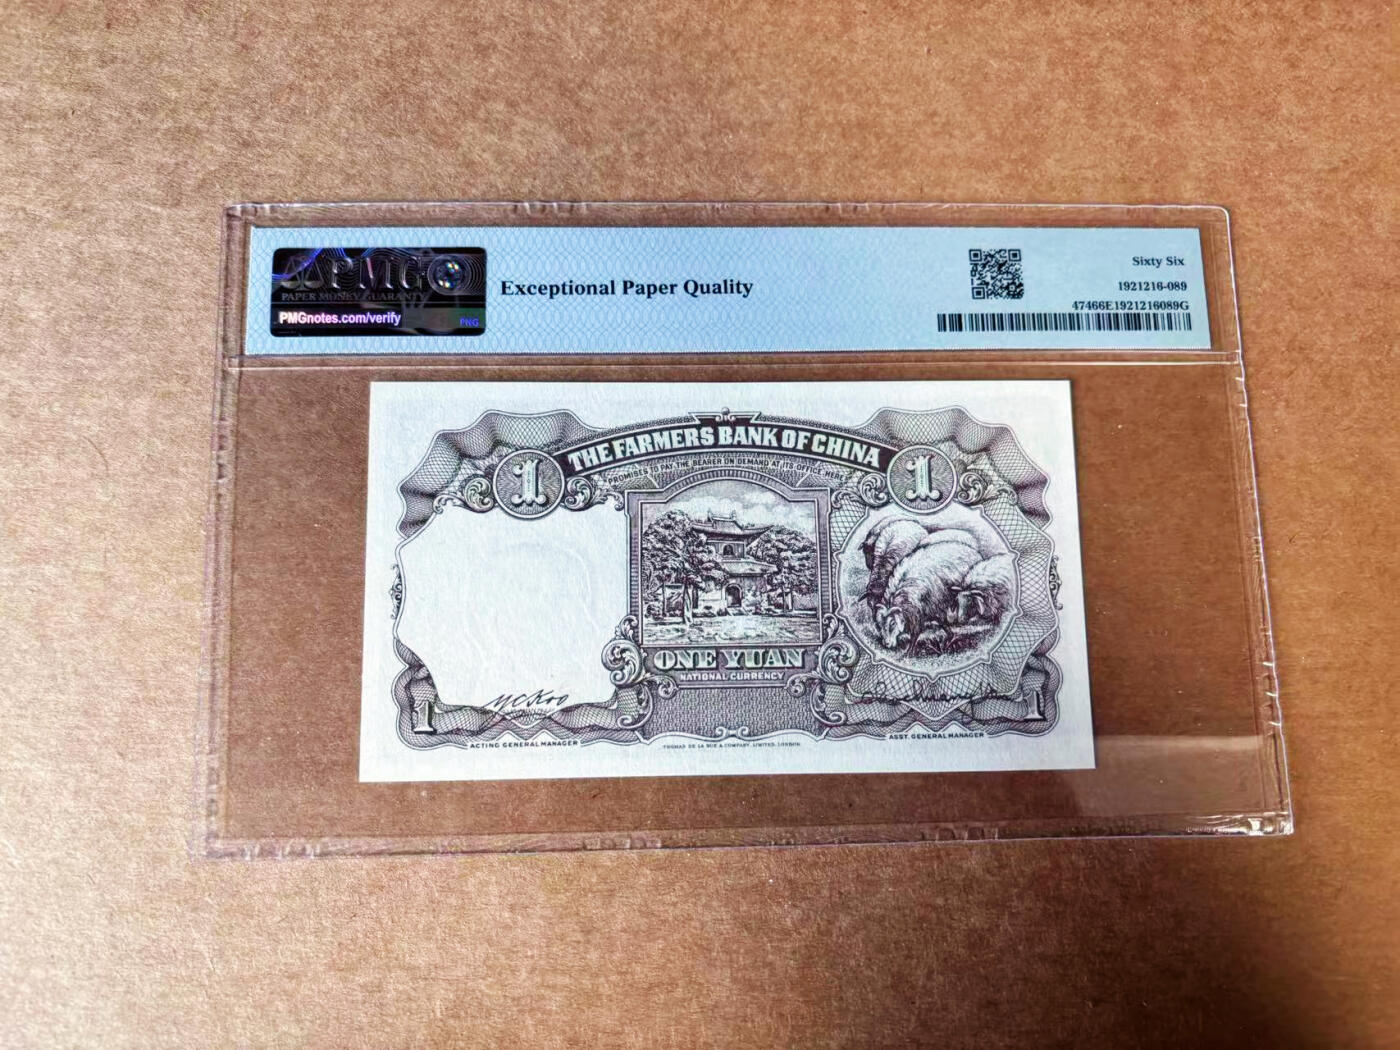 PMG
PAPER MONEY GUARANTY
PMGnotes.com/verify
PNG
Exceptional Paper Quality
Sixty Six
1921216-089
47466E1921216089G
THE FARMERS BANK OF CHINA
PROMISES TO PAY THE BEARER ON DEMAND AT ITS OFFICE HERE
1
1
ONE YUAN
NATIONAL CURRENCY
1
1
ACTING GENERAL MANAGER
THOMAS DE LA RUE & COMPANY, LIMITED, LONDON
ASST. GENERAL MANAGER